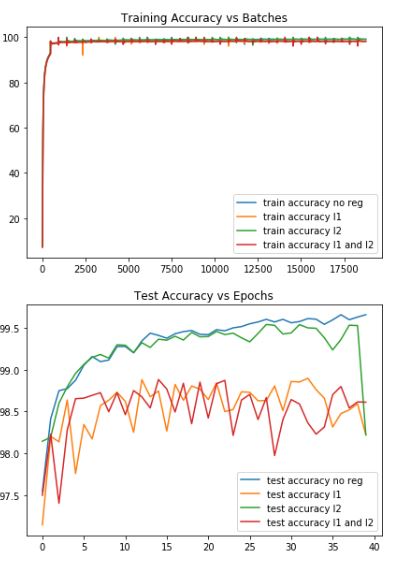 Training Accuracy vs Batches
100
80
60
40
20
train accuracy no reg
train accuracy l1
train accuracy l2
train accuracy l1 and l2
0 2500 5000 7500 10000 12500 15000 17500
Test Accuracy vs Epochs
99.5
99.0
98.5
98.0
97.5
test accuracy no reg
test accuracy l1
test accuracy l2
test accuracy l1 and l2
0 5 10 15 20 25 30 35 40